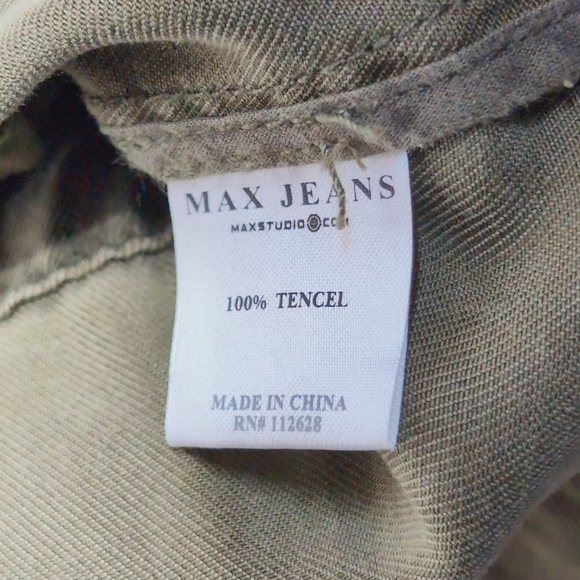 MAX JEANS
MAXSTUDIO.COM
100% TENCEL
MADE IN CHINA
RN# 112628